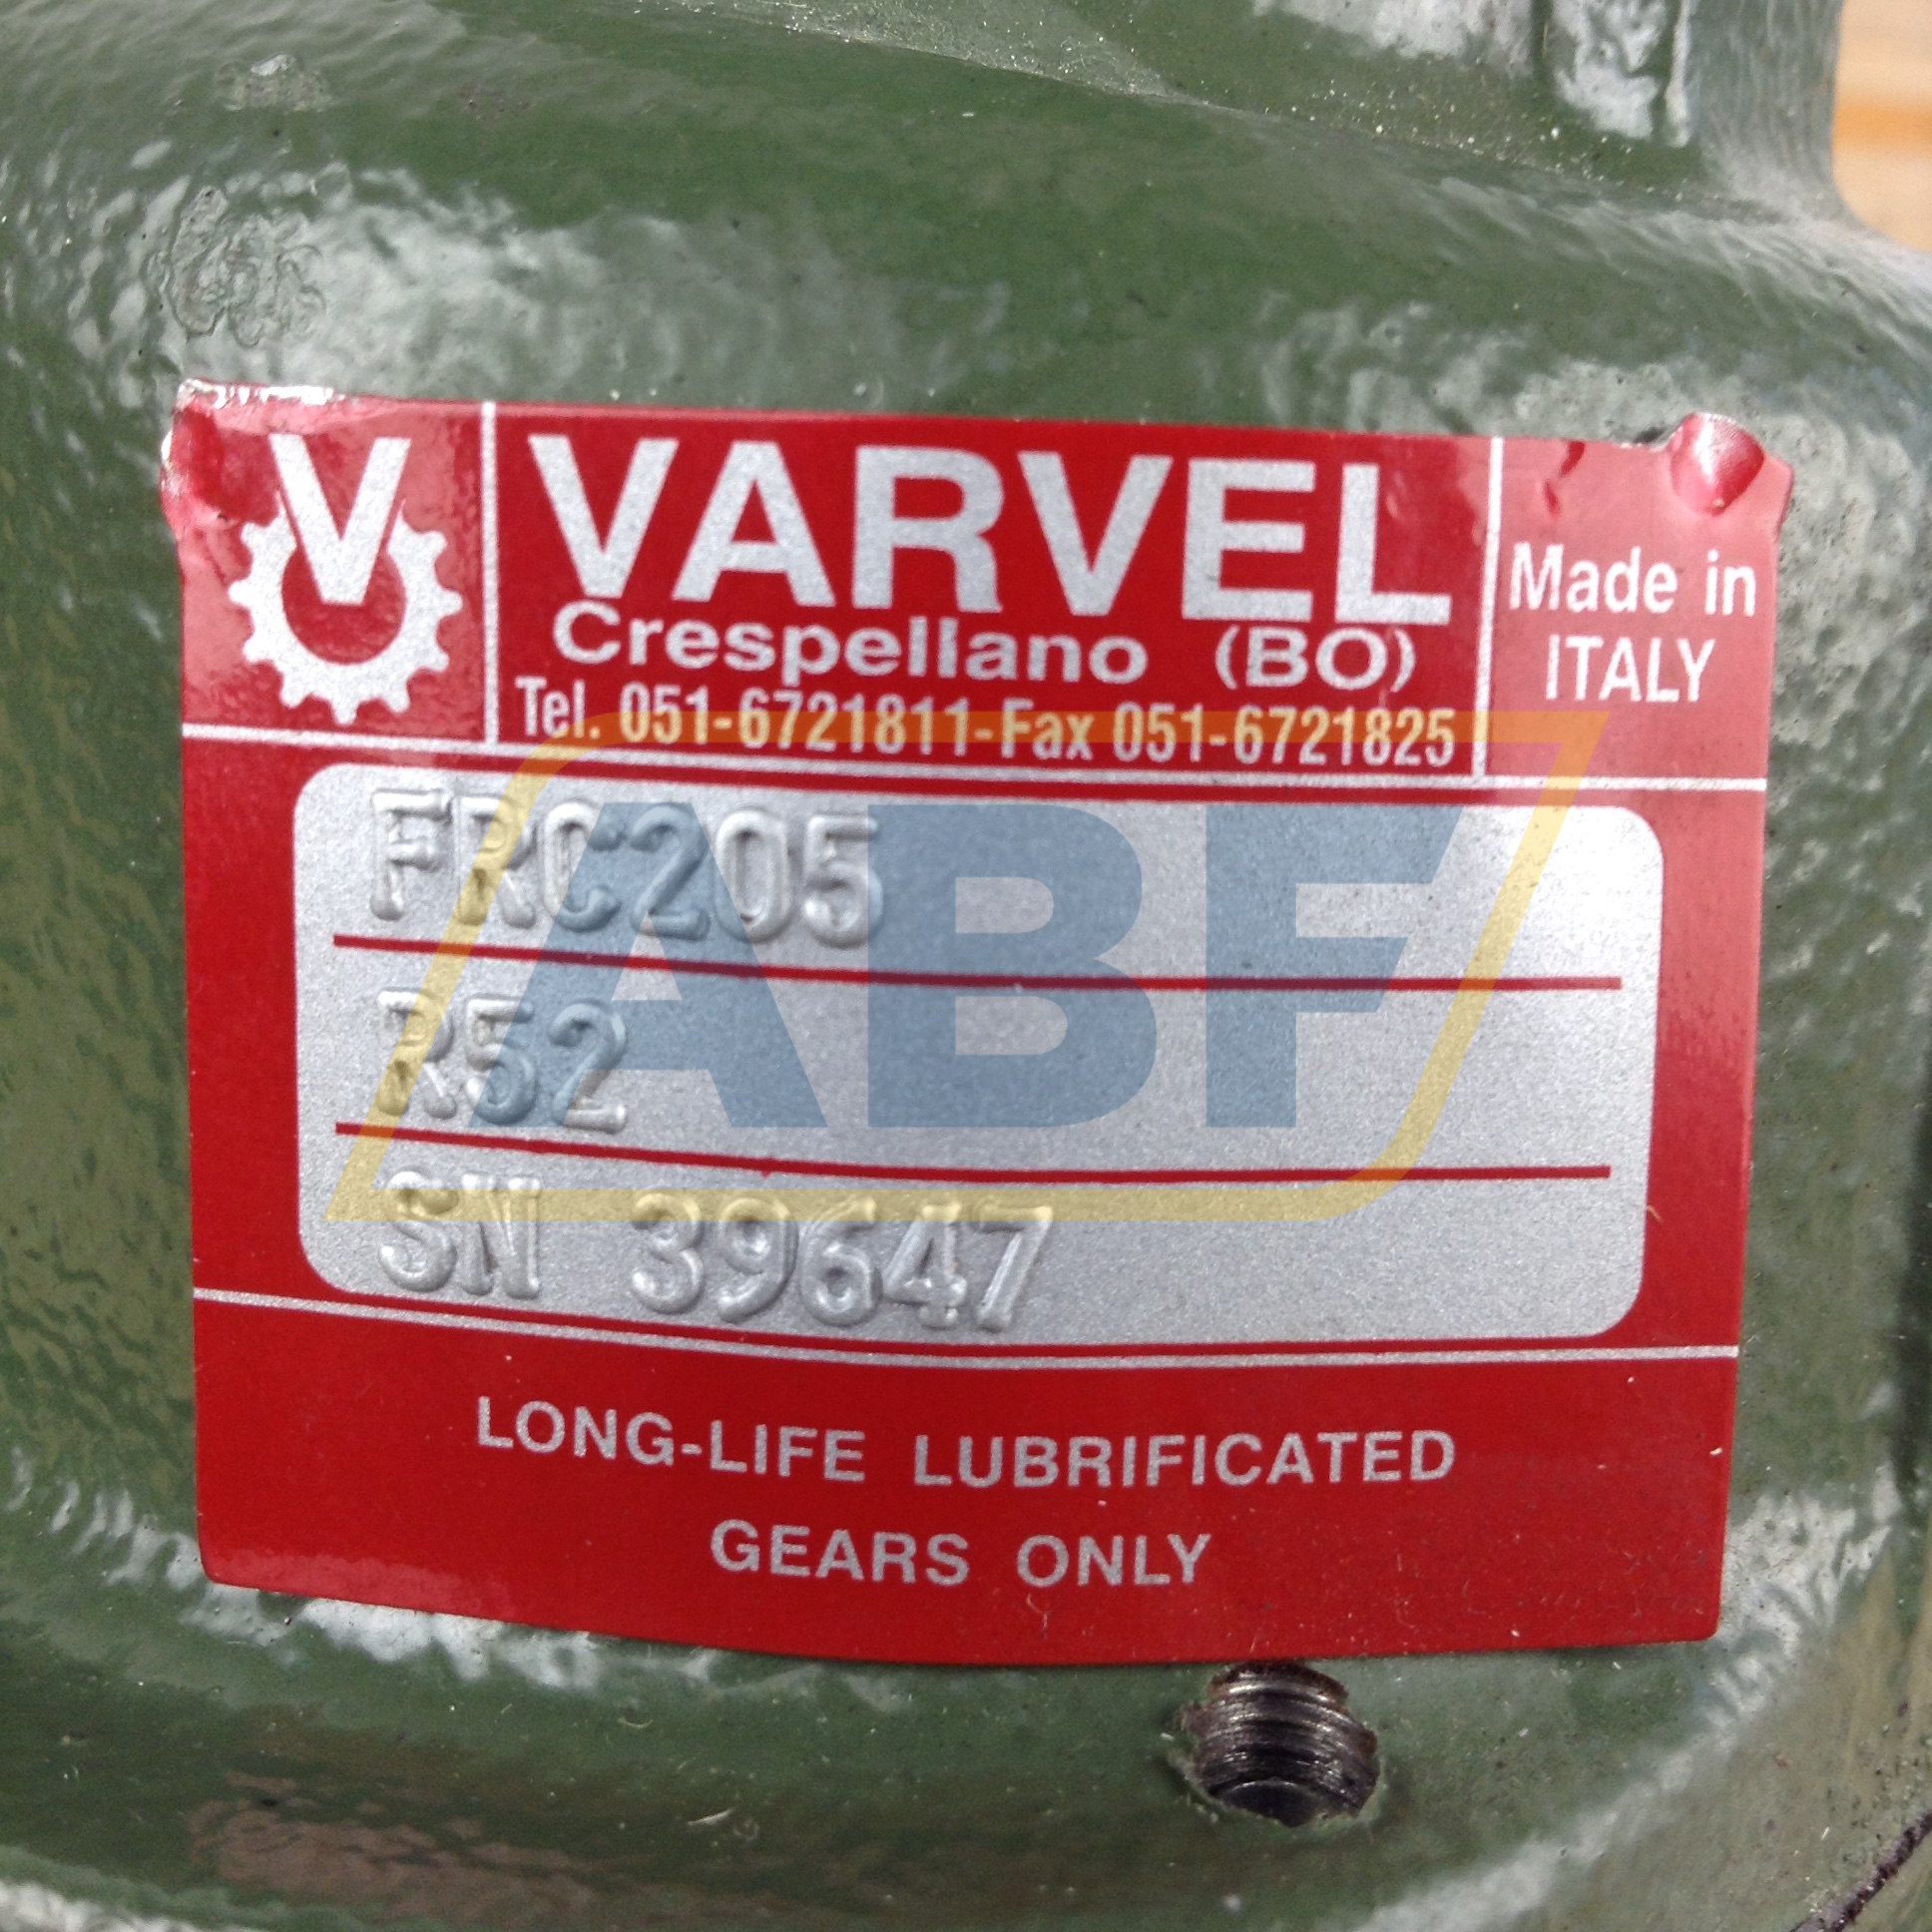 V
VARVEL
Crespellano (BO)
Tel. 051-6721811-Fax 051-6721825
Made in
ITALY
FRC205
R52
SN 39647
ABF
LONG-LIFE LUBRIFICATED
GEARS ONLY